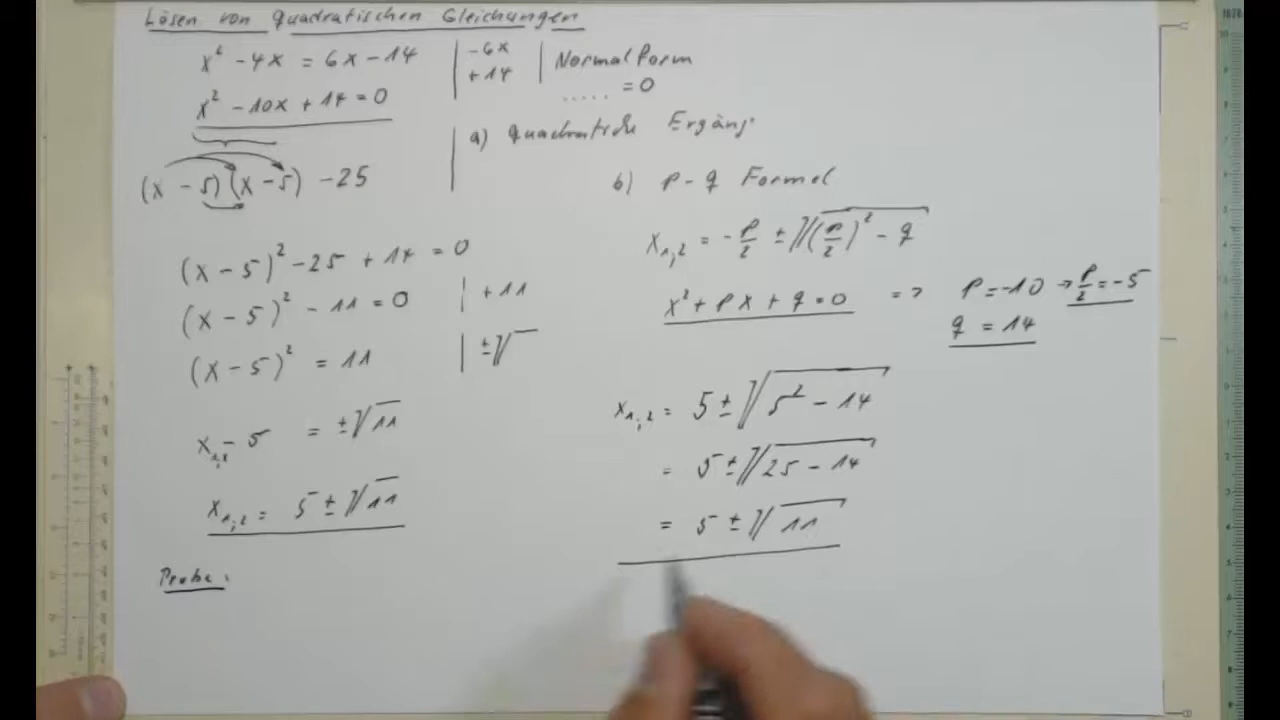 Lösen von quadratischen Gleichungen
x² - 4x = 6x - 14 | -6x +14 | Normalform ..... = 0
x² - 10x + 14 = 0
a) quadratische Ergänz.
(x - 5)(x - 5) - 25
(x - 5)² - 25 + 14 = 0
(x - 5)² - 11 = 0 | + 11
(x - 5)² = 11 | ±√
x₁,₂ - 5 = ±√11
x₁;₂ = 5 ± √11
Probe:
b) p-q Formel
x₁;₂ = -p/2 ± √((p/2)² - q)
x² + px + q = 0 => p = -10 → p/2 = -5
q = 14
x₁;₂ = 5 ± √(5² - 14)
= 5 ± √(25 - 14)
= 5 ± √11